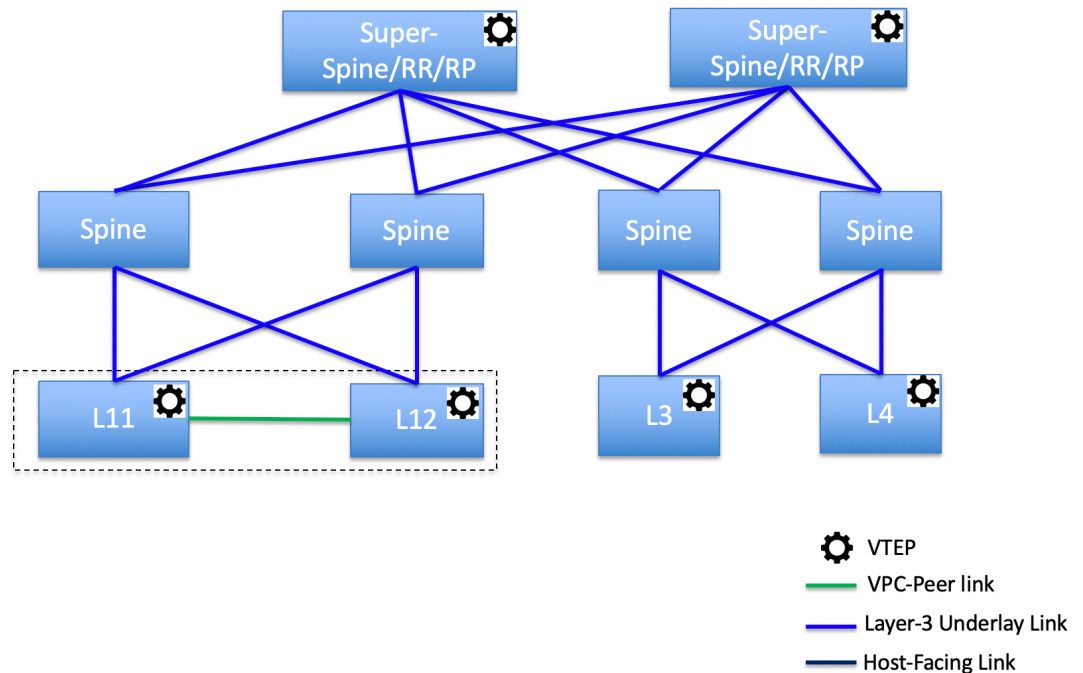 Super-
Spine/RR/RP
Super-
Spine/RR/RP
Spine
Spine
Spine
Spine
L11
L12
L3
L4
VTEP
VPC-Peer link
Layer-3 Underlay Link
Host-Facing Link